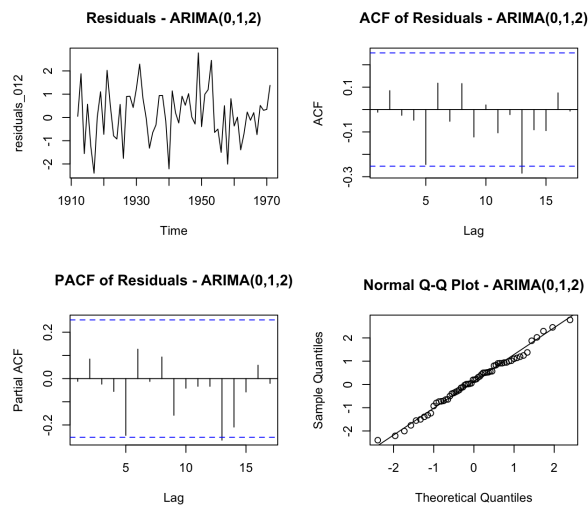 Residuals - ARIMA(0,1,2)
residuals_012
2
1
0
-1
-2
1910
1930
1950
1970
Time
ACF of Residuals - ARIMA(0,1,2)
ACF
0.1
-0.1
-0.3
5
10
15
Lag
PACF of Residuals - ARIMA(0,1,2)
Partial ACF
0.2
0.0
-0.2
5
10
15
Lag
Normal Q-Q Plot - ARIMA(0,1,2)
Sample Quantiles
2
1
0
-1
-2
-2
-1
0
1
2
Theoretical Quantiles